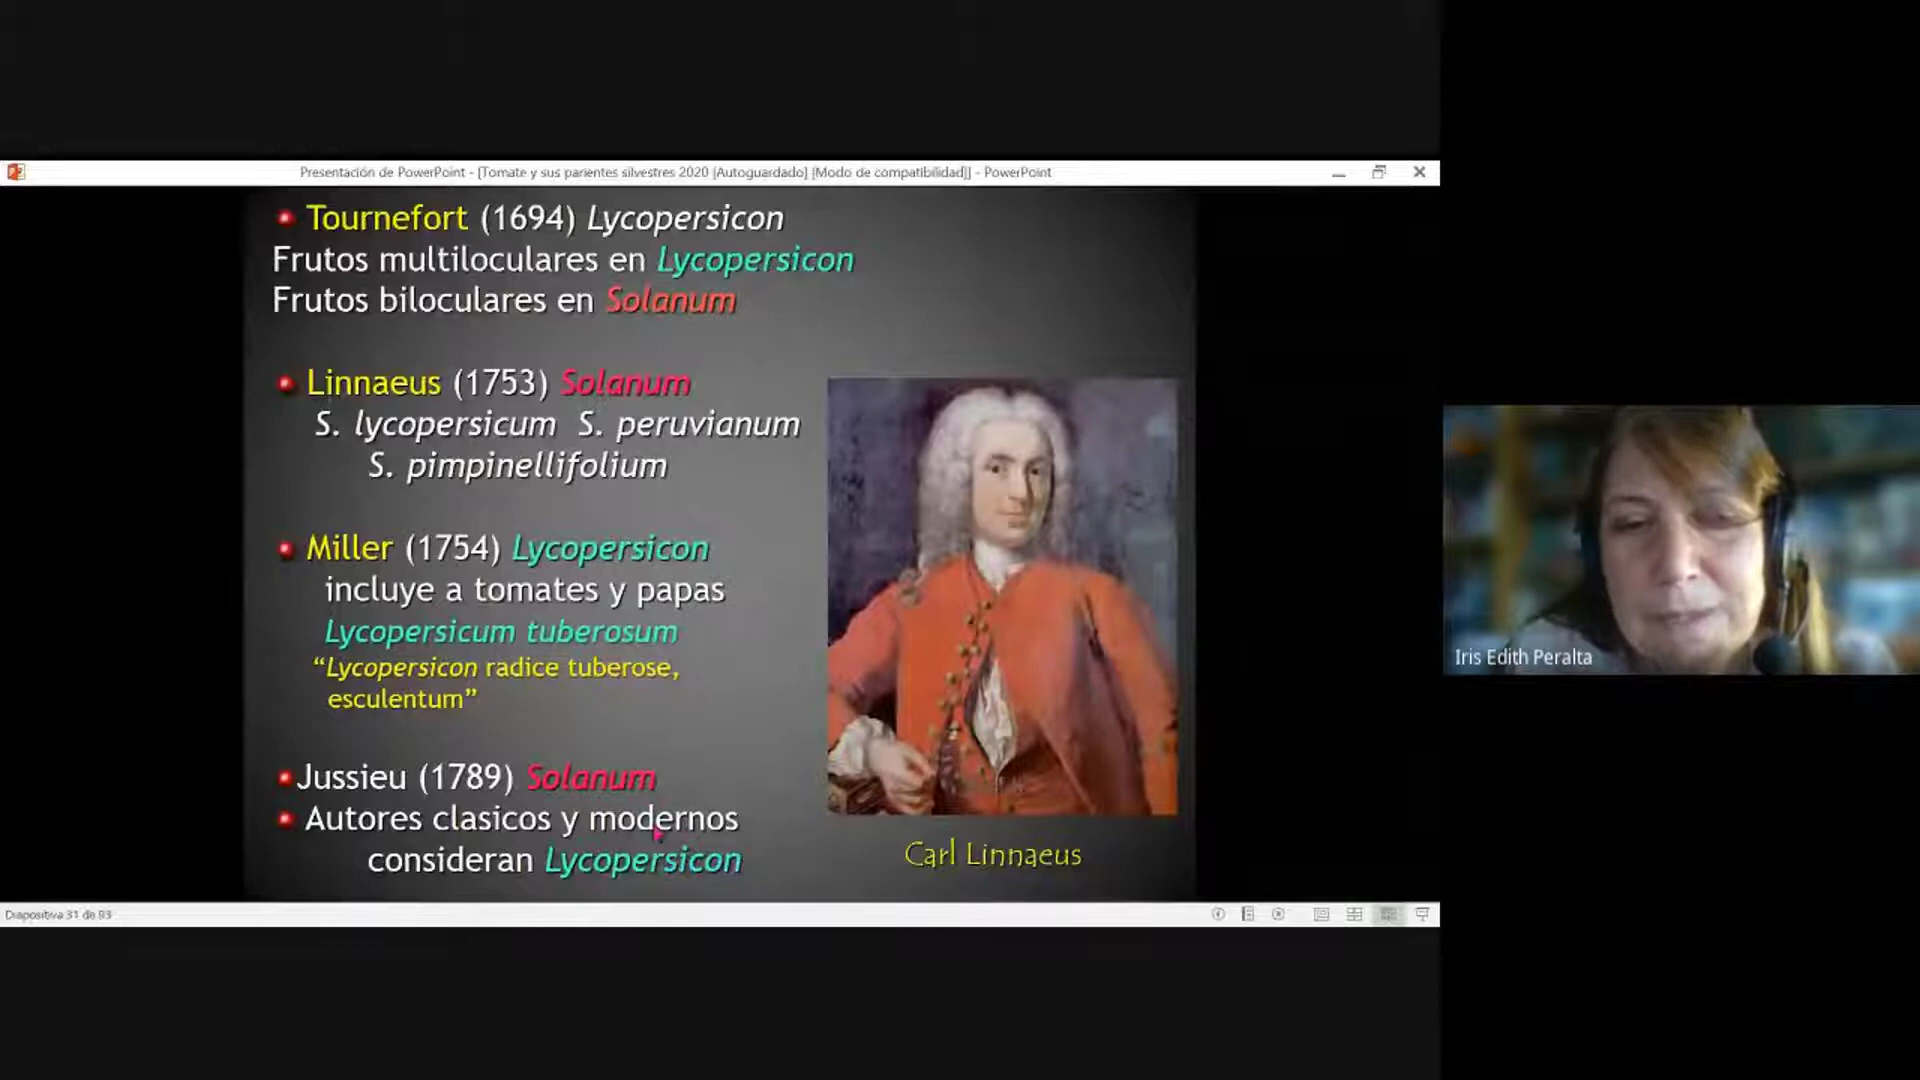 Presentación de PowerPoint - [Tomate y sus parientes silvestres 2020 [Autoguardado] [Modo de compatibilidad]] - PowerPoint
Tournefort (1694) Lycopersicon
Frutos multiloculares en Lycopersicon
Frutos biloculares en Solanum
Linnaeus (1753) Solanum
S. lycopersicum S. peruvianum
S. pimpinellifolium
Miller (1754) Lycopersicon
incluye a tomates y papas
Lycopersicum tuberosum
“Lycopersicon radice tuberose,
esculentum”
Jussieu (1789) Solanum
Autores clasicos y modernos
consideran Lycopersicon
Carl Linnaeus
Iris Edith Peralta
Diapositiva 31 de 93